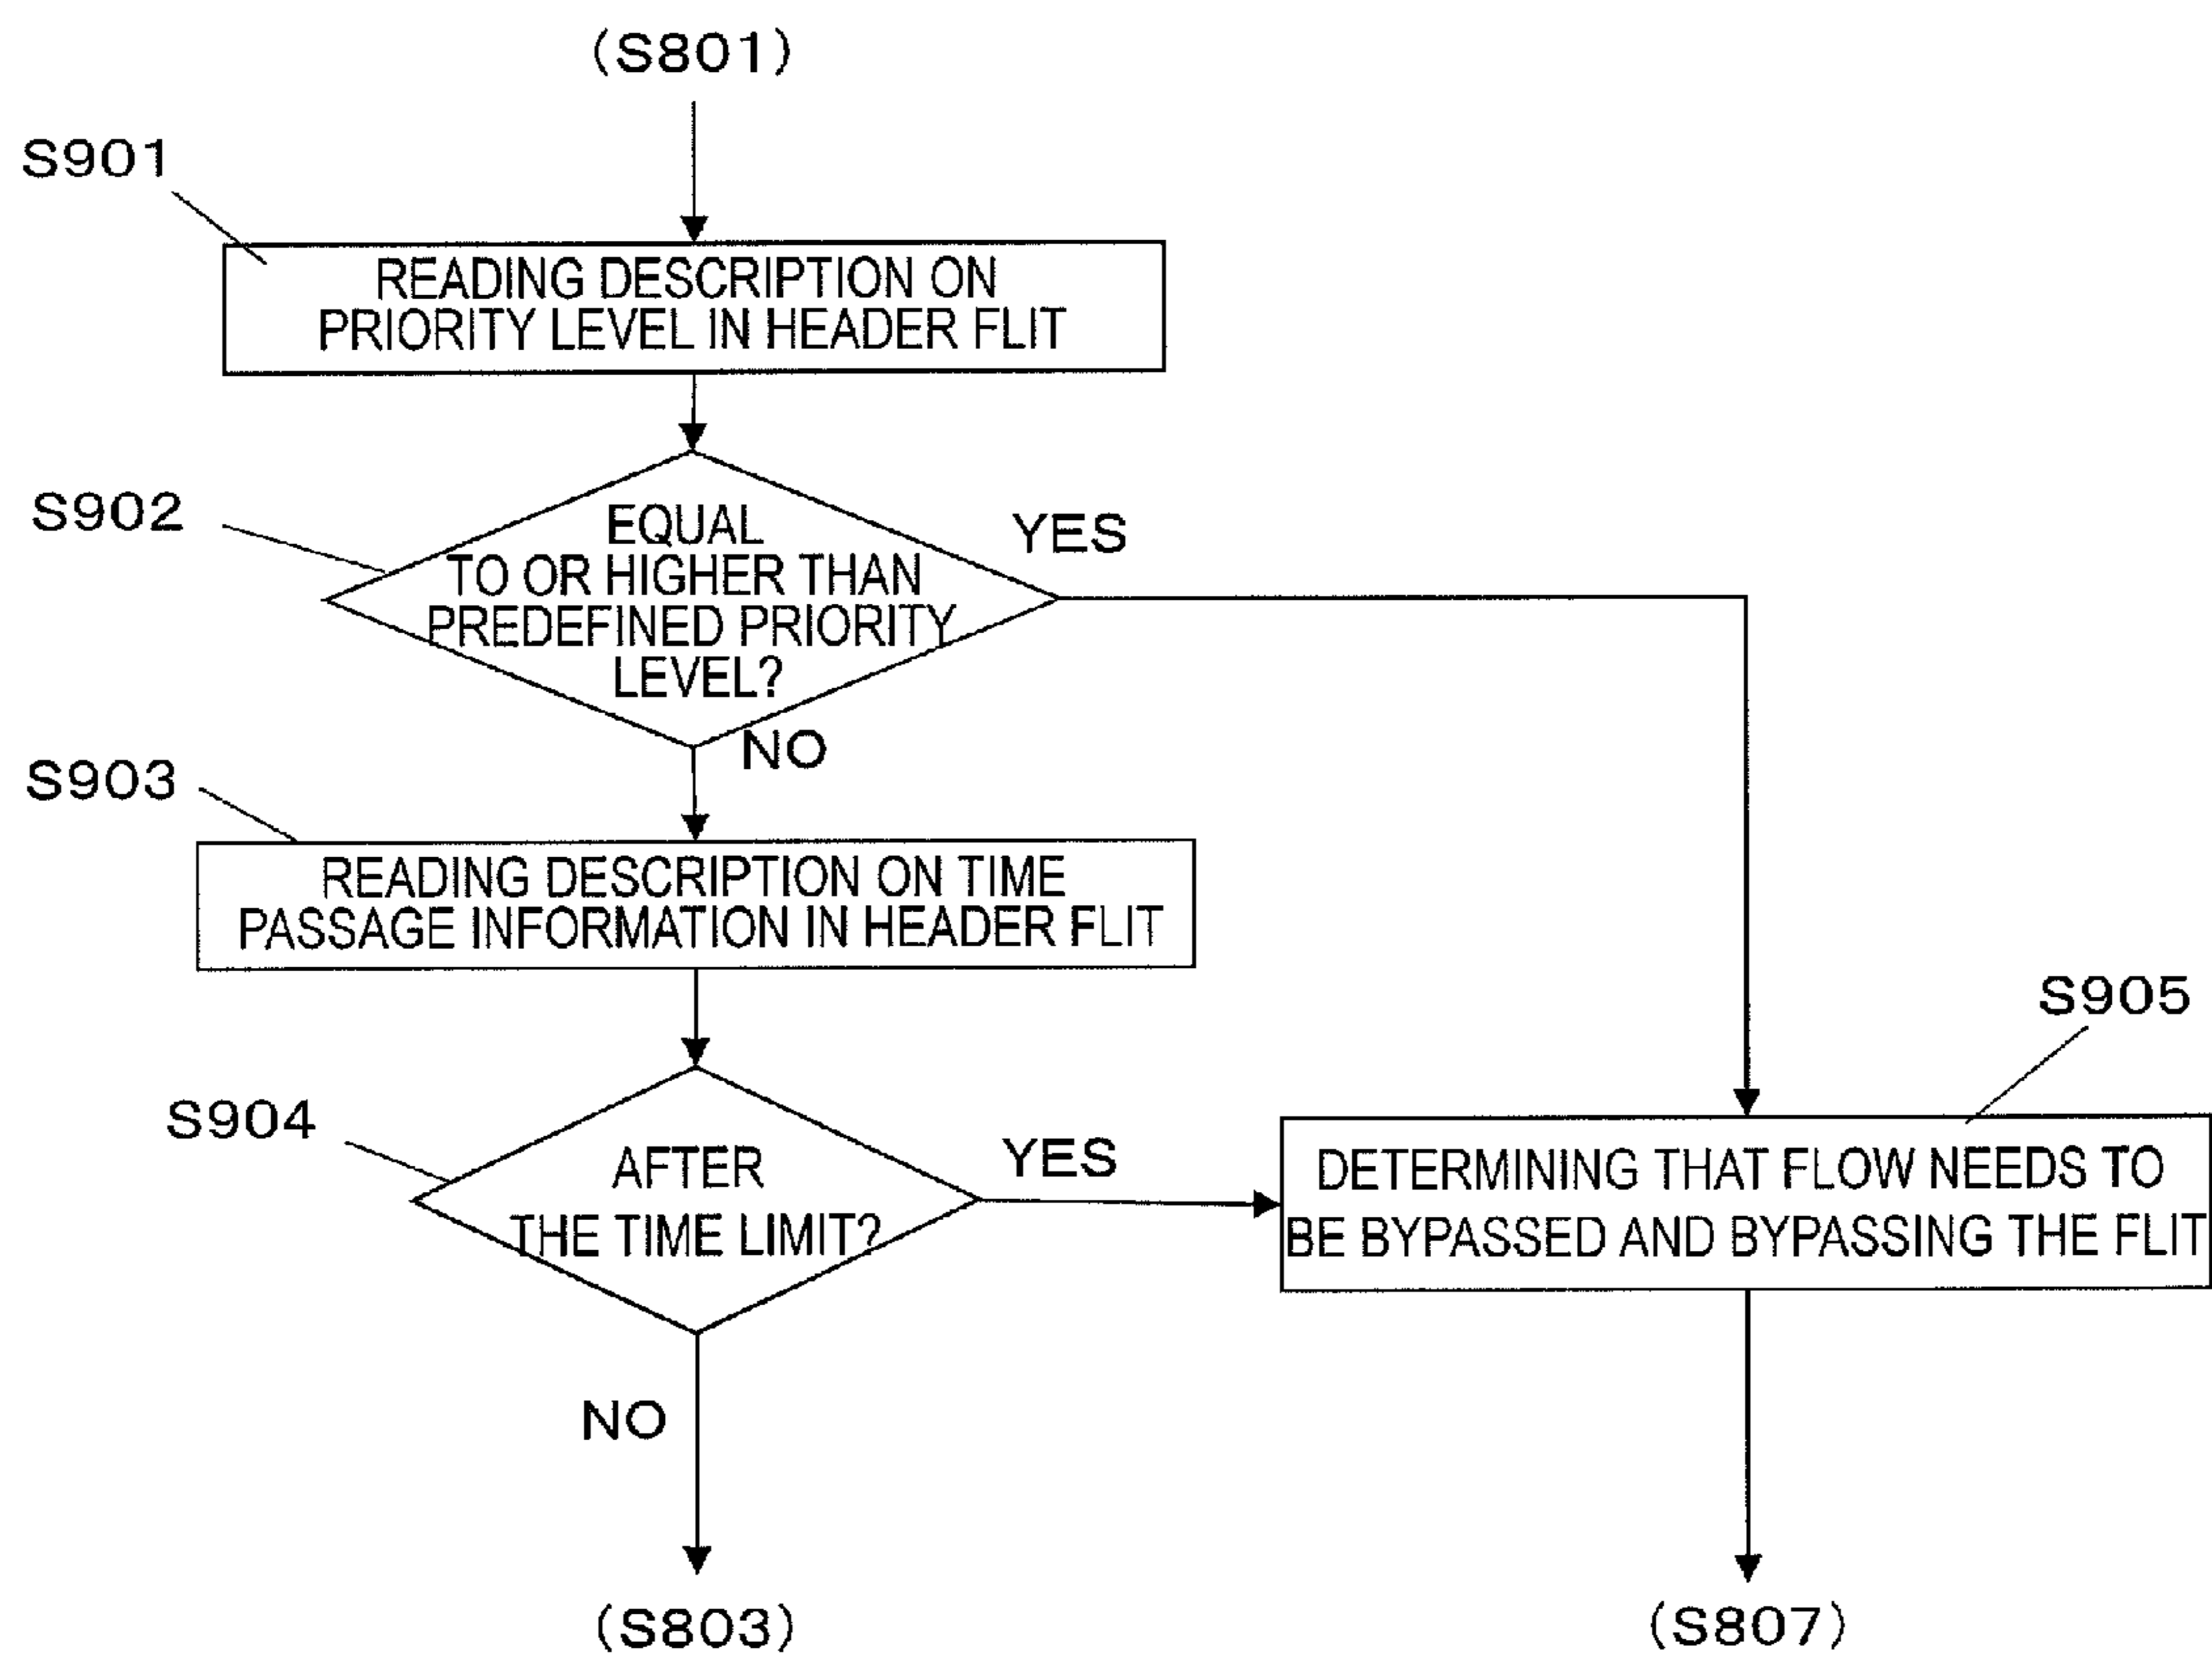 (S801)
S901
READING DESCRIPTION ON
PRIORITY LEVEL IN HEADER FLIT
S902
EQUAL
TO OR HIGHER THAN
PREDEFINED PRIORITY
LEVEL?
YES
NO
S903
READING DESCRIPTION ON TIME
PASSAGE INFORMATION IN HEADER FLIT
S904
AFTER
THE TIME LIMIT?
YES
S905
DETERMINING THAT FLOW NEEDS TO
BE BYPASSED AND BYPASSING THE FLIT
NO
(S803)
(S807)